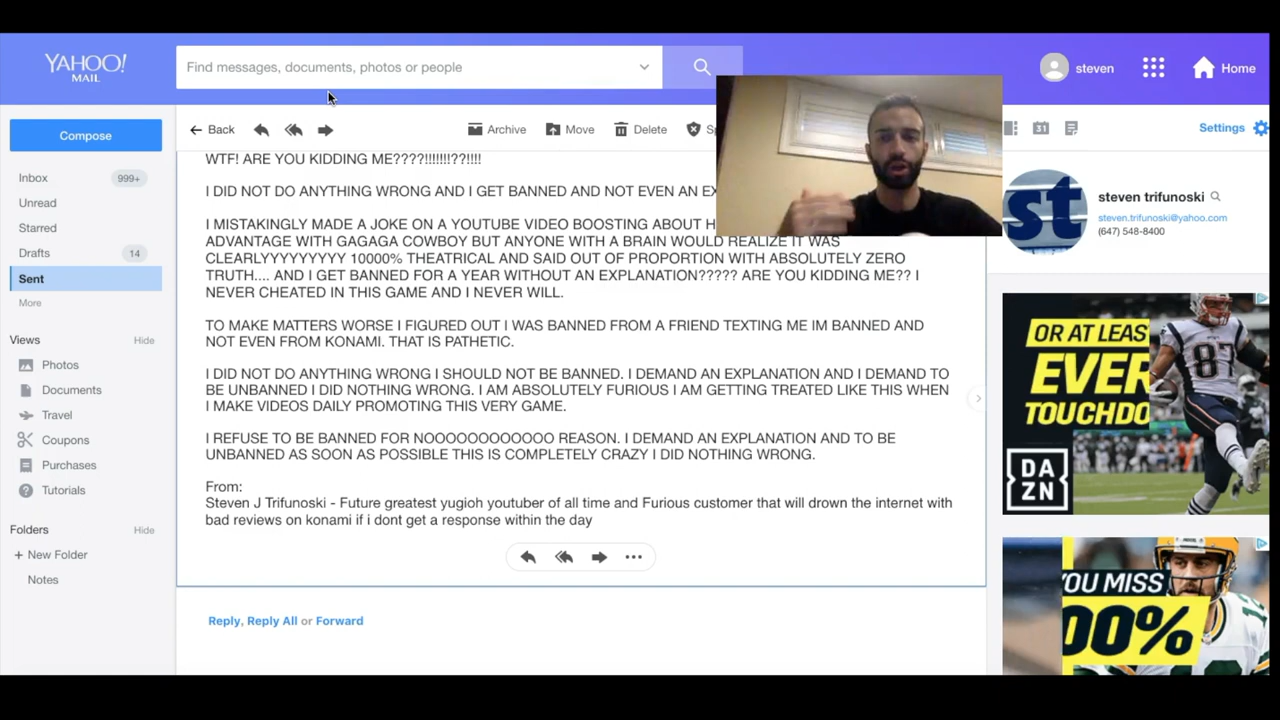 YAHOO!
MAIL
Find messages, documents, photos or people
steven
Home
Compose
Back
Archive
Move
Delete
Settings
31
Inbox 999+
Unread
Starred
Drafts 14
Sent
More
Views Hide
Photos
Documents
Travel
Coupons
Purchases
Tutorials
Folders Hide
+ New Folder
Notes
WTF! ARE YOU KIDDING ME????!!!!!!!??!!!!
I DID NOT DO ANYTHING WRONG AND I GET BANNED AND NOT EVEN AN
I MISTAKINGLY MADE A JOKE ON A YOUTUBE VIDEO BOOSTING ABOUT
ADVANTAGE WITH GAGAGA COWBOY BUT ANYONE WITH A BRAIN WOULD REALIZE IT WAS
CLEARLYYYYYYYYY 10000% THEATRICAL AND SAID OUT OF PROPORTION WITH ABSOLUTELY ZERO
TRUTH.... AND I GET BANNED FOR A YEAR WITHOUT AN EXPLANATION????? ARE YOU KIDDING ME?? I
NEVER CHEATED IN THIS GAME AND I NEVER WILL.
TO MAKE MATTERS WORSE I FIGURED OUT I WAS BANNED FROM A FRIEND TEXTING ME IM BANNED AND
NOT EVEN FROM KONAMI. THAT IS PATHETIC.
I DID NOT DO ANYTHING WRONG I SHOULD NOT BE BANNED. I DEMAND AN EXPLANATION AND I DEMAND TO
BE UNBANNED I DID NOTHING WRONG. I AM ABSOLUTELY FURIOUS I AM GETTING TREATED LIKE THIS WHEN
I MAKE VIDEOS DAILY PROMOTING THIS VERY GAME.
I REFUSE TO BE BANNED FOR NOOOOOOOOOOOO REASON. I DEMAND AN EXPLANATION AND TO BE
UNBANNED AS SOON AS POSSIBLE THIS IS COMPLETELY CRAZY I DID NOTHING WRONG.
From:
Steven J Trifunoski - Future greatest yugioh youtuber of all time and Furious customer that will drown the internet with
bad reviews on konami if i dont get a response within the day
Reply, Reply All or Forward
st
steven trifunoski
steven.trifunoski@yahoo.com
(647) 548-8400
OR AT LEAS
EVER
TOUCHDO
87
DA
ZN
YOU MISS
00%